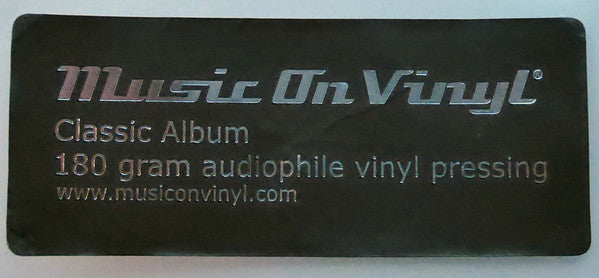 Music On Vinyl®
Classic Album
180 gram audiophile vinyl pressing
www.musiconvinyl.com